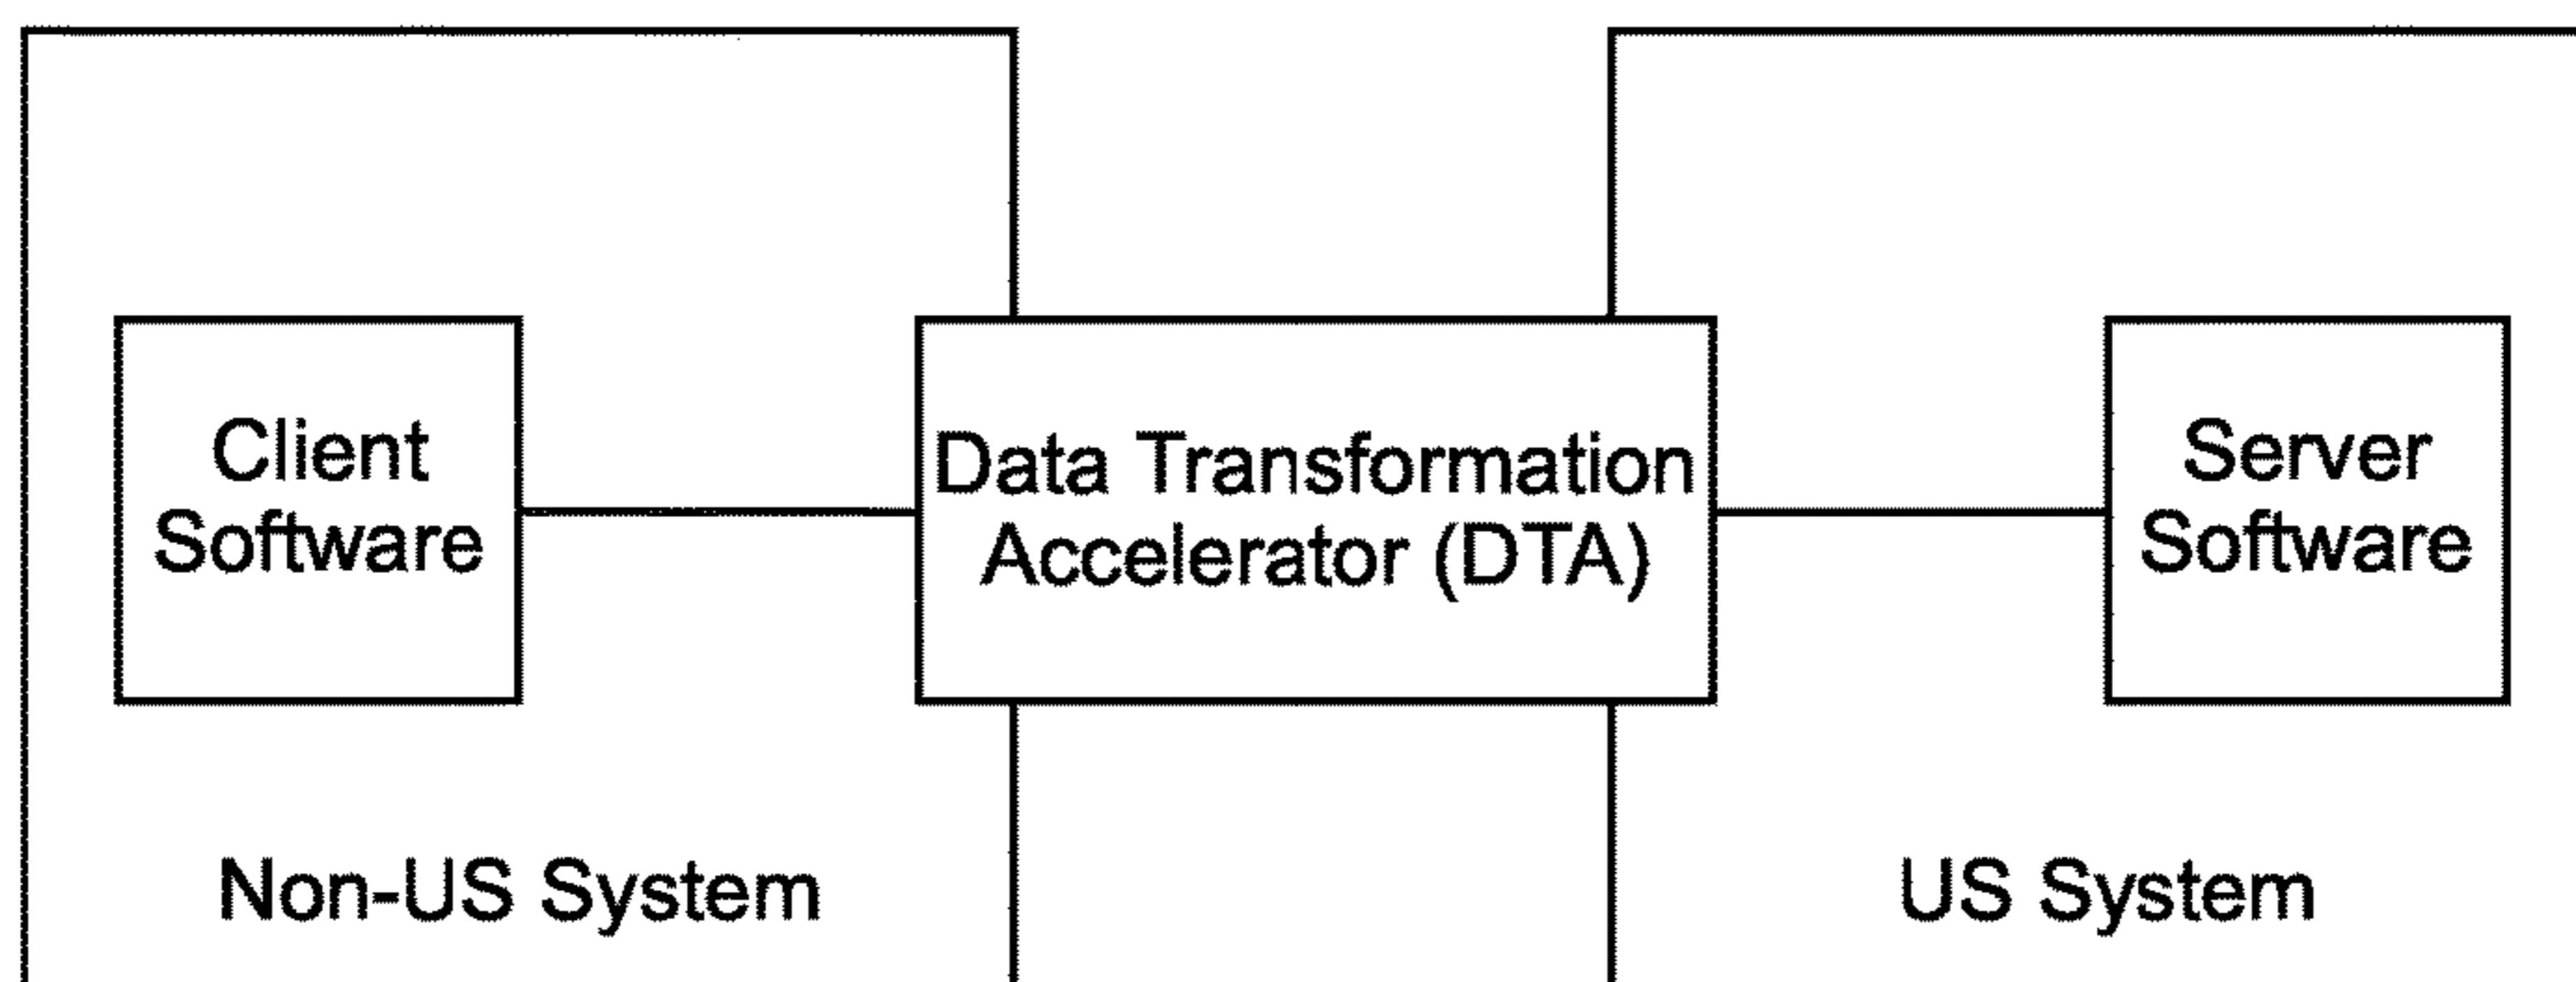 Client
Software
Data Transformation
Accelerator (DTA)
Server
Software
Non-US System
US System